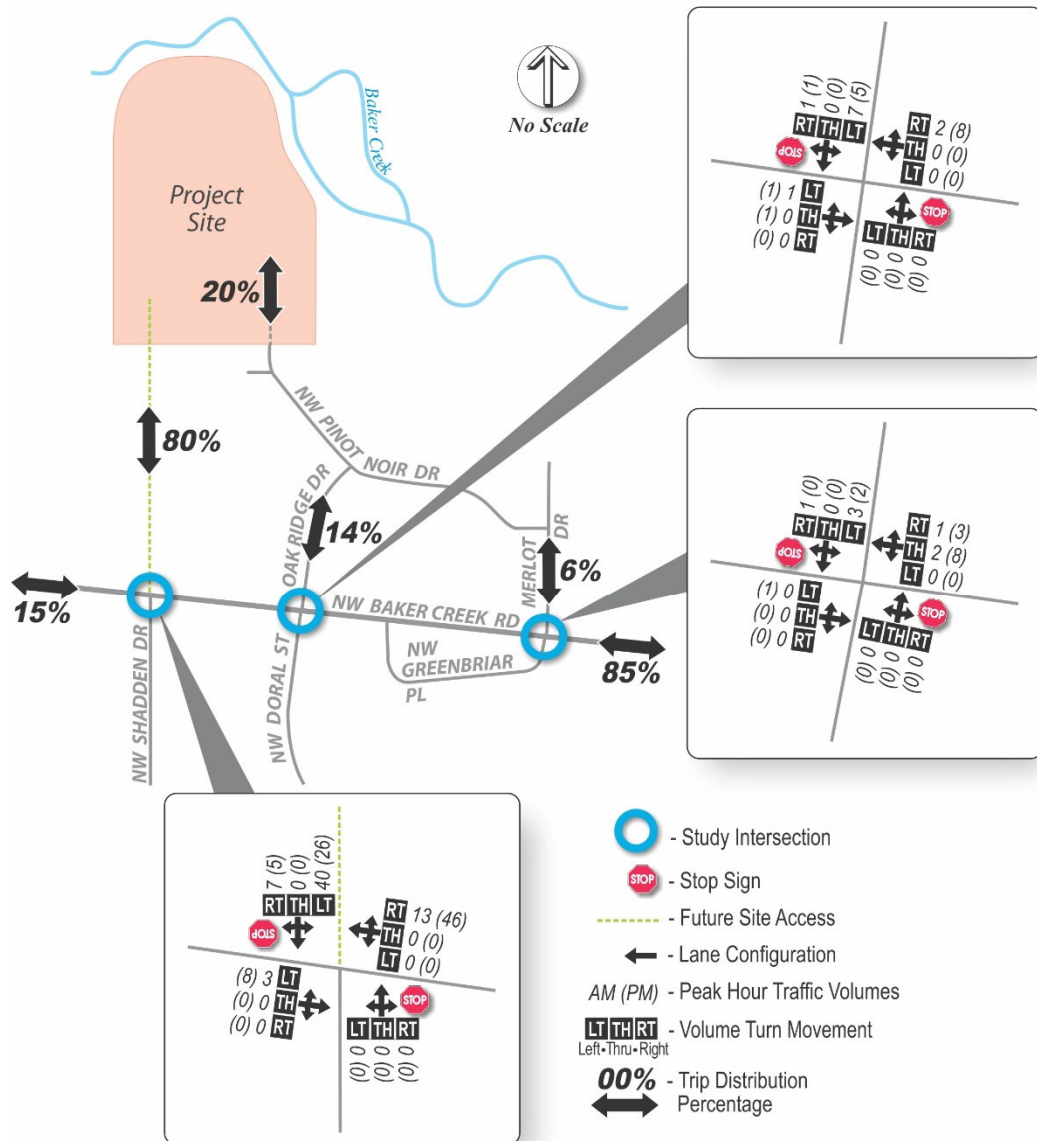 Baker Creek
No Scale
Project
Site
20%
80%
NW PINOT NOIR DR
OAK RIDGE DR
14%
MERLOT DR
6%
15%
NW BAKER CREEK RD
85%
NW SHADDEN DR
NW DORAL ST
NW
GREENBRIAR
PL
1 (1)
0 (0)
7 (5)
RT TH LT
STOP
RT 2 (8)
TH 0 (0)
LT 0 (0)
(1) 1 LT
(1) 0 TH
(0) 0 RT
STOP
LT TH RT
(0) 0
(0) 0
(0) 0
1 (0)
0 (0)
3 (2)
RT TH LT
STOP
RT 1 (3)
TH 2 (8)
LT 0 (0)
(1) 0 LT
(0) 0 TH
(0) 0 RT
STOP
LT TH RT
(0) 0
(0) 0
(0) 0
7 (5)
0 (0)
40 (26)
RT TH LT
STOP
RT 13 (46)
TH 0 (0)
LT 0 (0)
(8) 3 LT
(0) 0 TH
(0) 0 RT
STOP
LT TH RT
(0) 0
(0) 0
(0) 0
- Study Intersection
STOP - Stop Sign
- Future Site Access
- Lane Configuration
AM (PM) - Peak Hour Traffic Volumes
LT TH RT - Volume Turn Movement
Left•Thru•Right
00% - Trip Distribution
Percentage